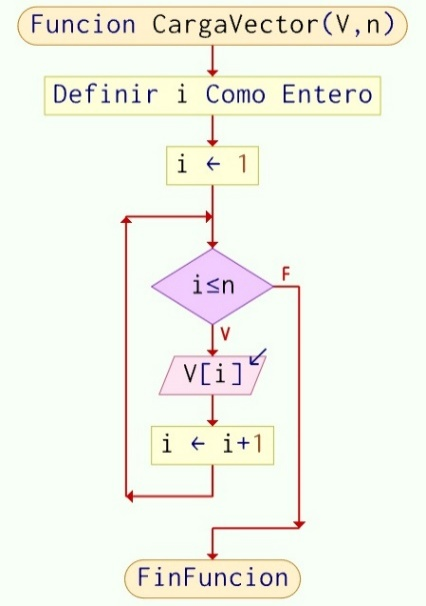 Funcion CargaVector(V,n)
Definir i Como Entero
i ← 1
i≤n
F
V
V[i]
i ← i+1
FinFuncion